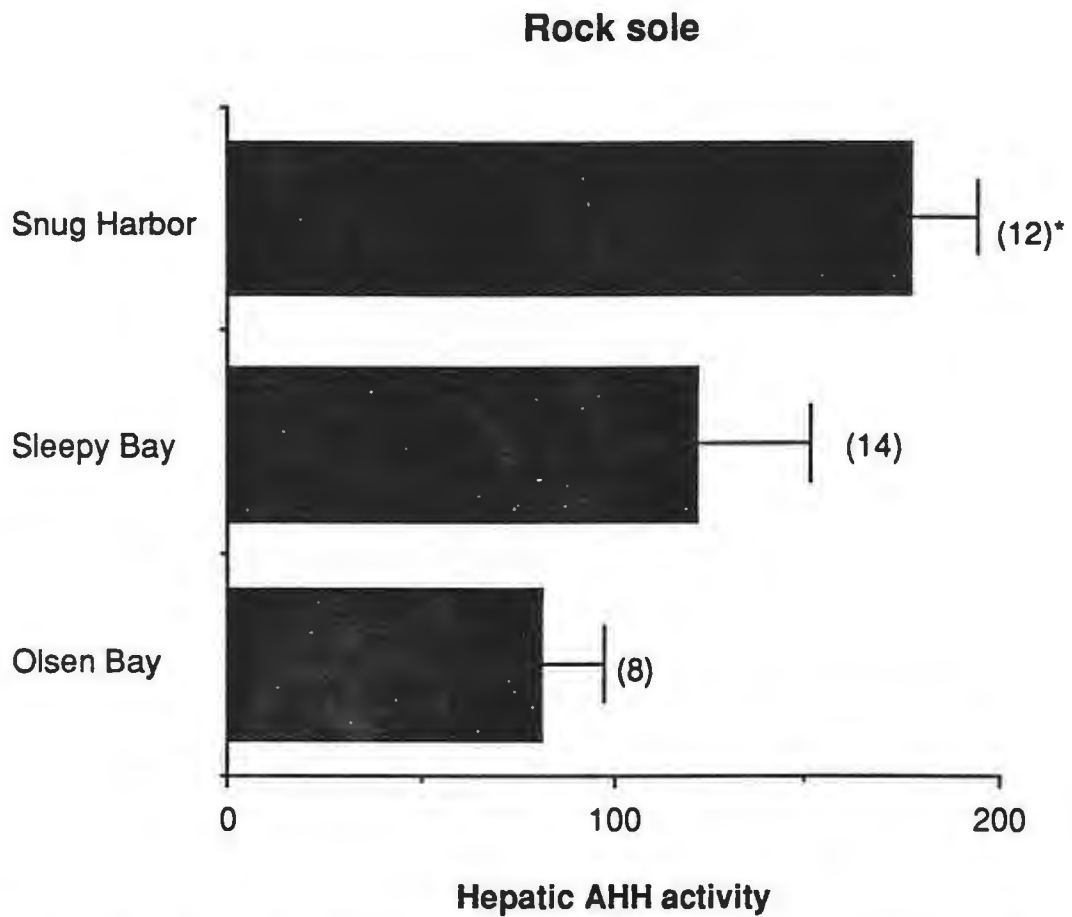 Rock sole
Snug Harbor
(12)*
Sleepy Bay
(14)
Olsen Bay
(8)
0 100 200
Hepatic AHH activity